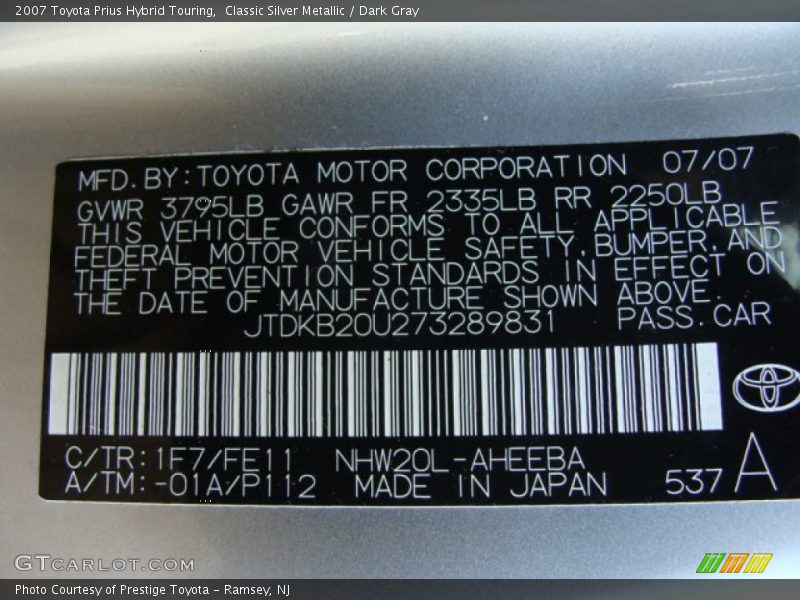 2007 Toyota Prius Hybrid Touring,  Classic Silver Metallic / Dark Gray
MFD.BY:TOYOTA MOTOR CORPORATION 07/07
GVWR 3795LB GAWR FR 2335LB RR 2250LB
THIS VEHICLE CONFORMS TO ALL APPLICABLE
FEDERAL MOTOR VEHICLE SAFETY,BUMPER,AND
THEFT PREVENTION STANDARDS IN EFFECT ON
THE DATE OF MANUFACTURE SHOWN ABOVE.
JTDKB20U273289831 PASS.CAR
C/TR:1F7/FE11 NHW20L-AHEEBA
A/TM:-01A/P112 MADE IN JAPAN 537 A
GTCARLOT.COM
Photo Courtesy of Prestige Toyota - Ramsey, NJ